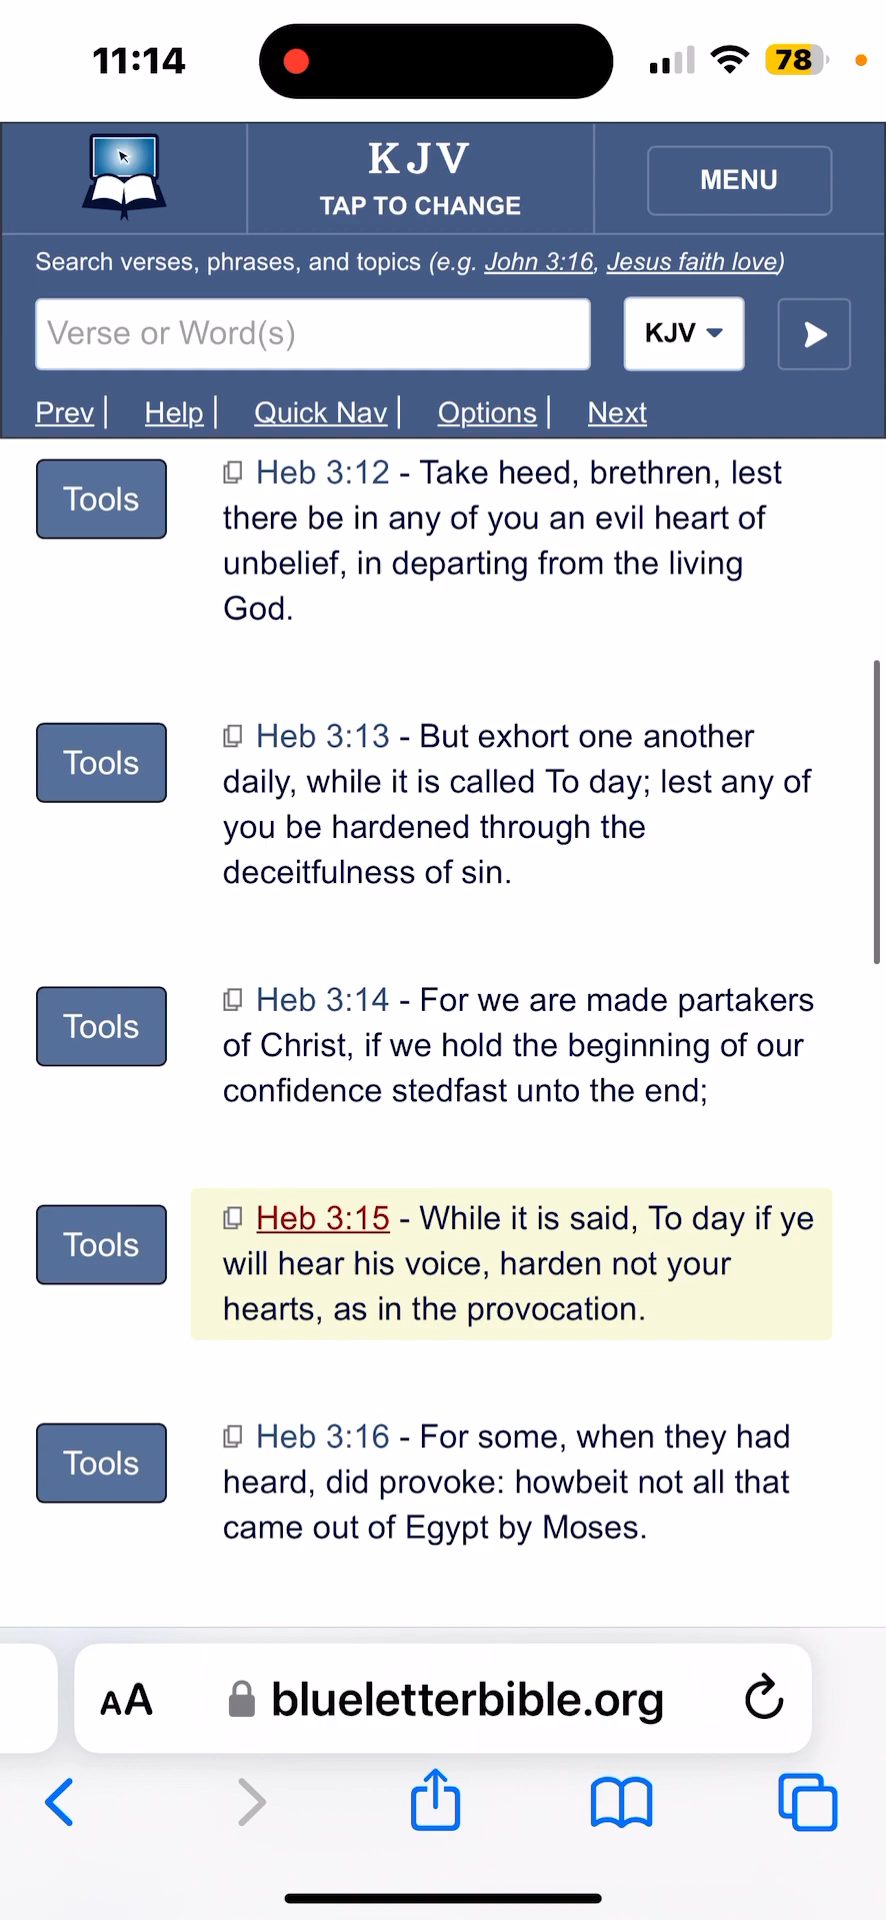 11:14
78
KJV
TAP TO CHANGE
MENU
Search verses, phrases, and topics (e.g. John 3:16, Jesus faith love)
Verse or Word(s)
KJV
Prev | Help | Quick Nav | Options | Next
Tools
Heb 3:12 - Take heed, brethren, lest
there be in any of you an evil heart of
unbelief, in departing from the living
God.
Tools
Heb 3:13 - But exhort one another
daily, while it is called To day; lest any of
you be hardened through the
deceitfulness of sin.
Tools
Heb 3:14 - For we are made partakers
of Christ, if we hold the beginning of our
confidence stedfast unto the end;
Tools
Heb 3:15 - While it is said, To day if ye
will hear his voice, harden not your
hearts, as in the provocation.
Tools
Heb 3:16 - For some, when they had
heard, did provoke: howbeit not all that
came out of Egypt by Moses.
AA blueletterbible.org